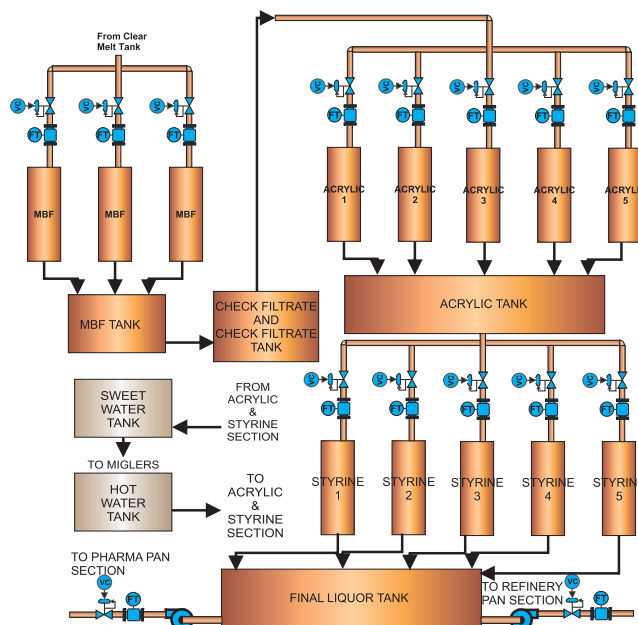 From Clear
Melt Tank
VC
VC
VC
FT
FT
FT
MBF
MBF
MBF
MBF TANK
CHECK FILTRATE
AND
CHECK FILTRATE
TANK
VC
VC
VC
VC
VC
FT
FT
FT
FT
FT
ACRYLIC
1
ACRYLIC
2
ACRYLIC
3
ACRYLIC
4
ACRYLIC
5
ACRYLIC TANK
SWEET
WATER
TANK
FROM
ACRYLIC
&
STYRINE
SECTION
TO MIGLERS
HOT
WATER
TANK
TO
ACRYLIC
&
STYRINE
SECTION
VC
VC
VC
VC
VC
FT
FT
FT
FT
FT
STYRINE
1
STYRINE
2
STYRINE
3
STYRINE
4
STYRINE
5
TO PHARMA PAN
SECTION
VC
FT
FINAL LIQUOR TANK
TO REFINERY
PAN SECTION
VC
FT